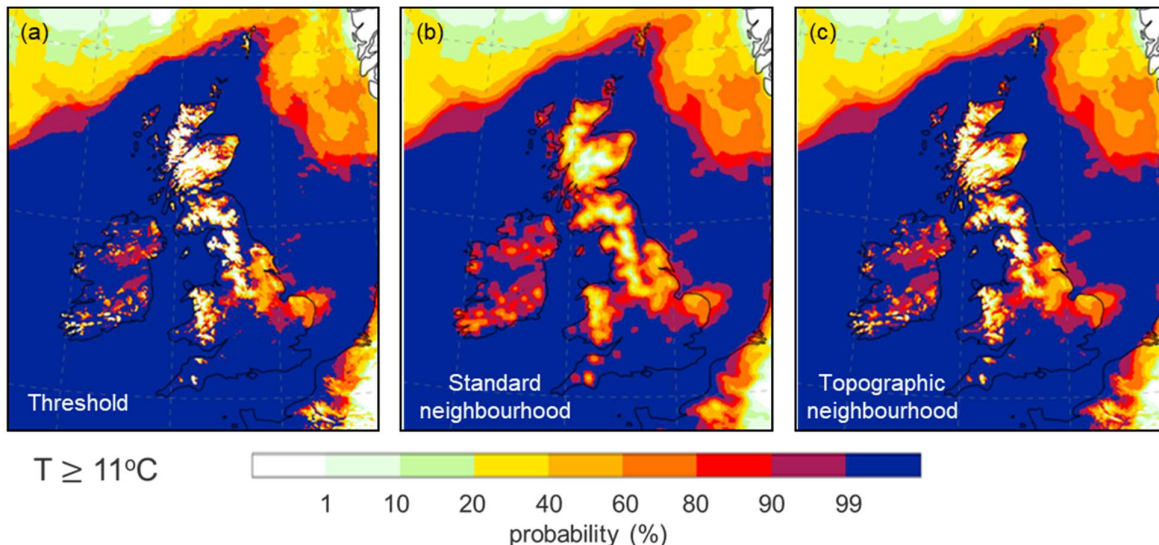 (a)
(b)
(c)
Threshold
Standard
neighbourhood
Topographic
neighbourhood
T ≥ 11°C
1 10 20 40 60 80 90 99
probability (%)